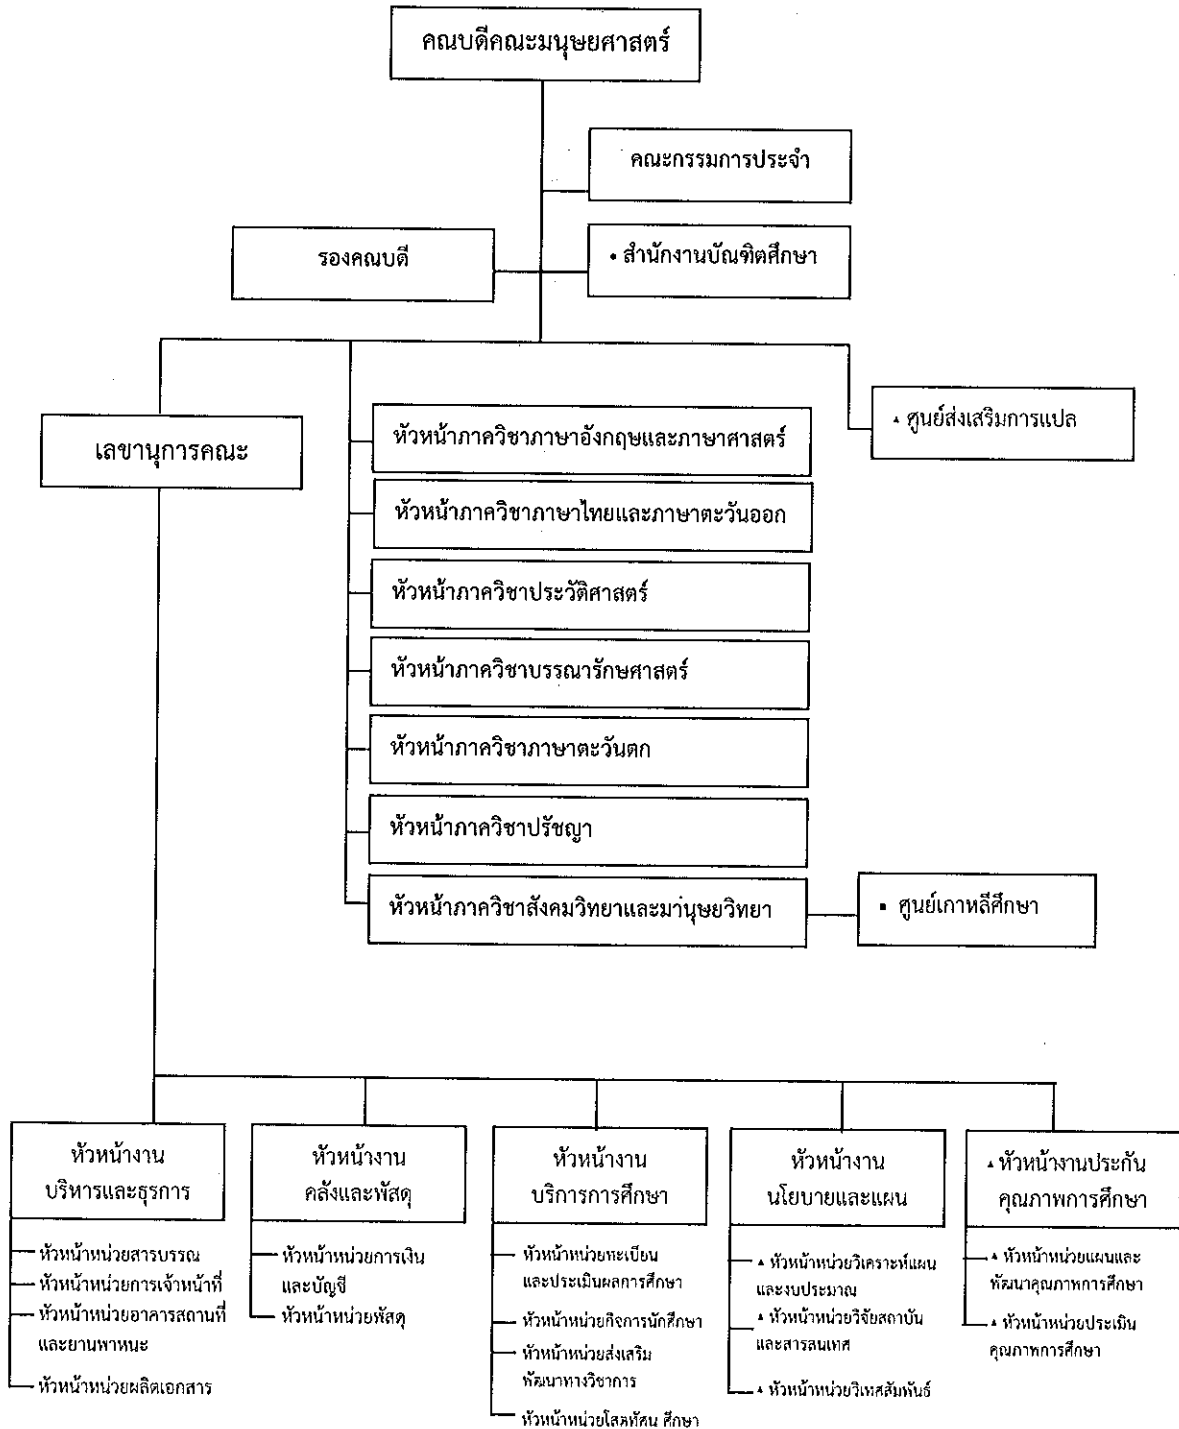 คณบดีคณะมนุษยศาสตร์
คณะกรรมการประจำ
รองคณบดี
• สำนักงานบัณฑิตศึกษา
▲ ศูนย์ส่งเสริมการแปล
เลขานุการคณะ
หัวหน้าภาควิชาภาษาอังกฤษและภาษาศาสตร์
หัวหน้าภาควิชาภาษาไทยและภาษาตะวันออก
หัวหน้าภาควิชาประวัติศาสตร์
หัวหน้าภาควิชาบรรณารักษศาสตร์
หัวหน้าภาควิชาภาษาตะวันตก
หัวหน้าภาควิชาปรัชญา
หัวหน้าภาควิชาสังคมวิทยาและมานุษยวิทยา
▪ ศูนย์เกาหลีศึกษา
หัวหน้างาน
บริหารและธุรการ
หัวหน้าหน่วยสารบรรณ
หัวหน้าหน่วยการเจ้าหน้าที่
หัวหน้าหน่วยอาคารสถานที่
และยานพาหนะ
หัวหน้าหน่วยผลิตเอกสาร
หัวหน้างาน
คลังและพัสดุ
หัวหน้าหน่วยการเงิน
และบัญชี
หัวหน้าหน่วยพัสดุ
หัวหน้างาน
บริการการศึกษา
หัวหน้าหน่วยทะเบียน
และประเมินผลการศึกษา
หัวหน้าหน่วยกิจการนักศึกษา
หัวหน้าหน่วยส่งเสริม
พัฒนาทางวิชาการ
หัวหน้าหน่วยโสตทัศน ศึกษา
หัวหน้างาน
นโยบายและแผน
▲ หัวหน้าหน่วยวิเคราะห์แผน
และงบประมาณ
▲ หัวหน้าหน่วยวิจัยสถาบัน
และสารสนเทศ
▲ หัวหน้าหน่วยวิเทศสัมพันธ์
▲ หัวหน้างานประกัน
คุณภาพการศึกษา
▲ หัวหน้าหน่วยแผนและ
พัฒนาคุณภาพการศึกษา
▲ หัวหน้าหน่วยประเมิน
คุณภาพการศึกษา